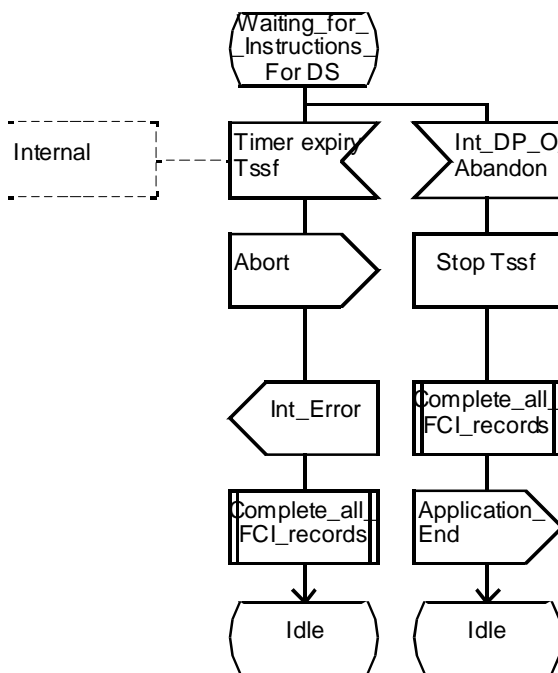 Waiting_for_
_Instructions_
For DS
Internal
Timer expiry
Tssf
Int_DP_O
Abandon
Abort
Stop Tssf
Int_Error
Complete_all_
FCI_records
Complete_all_
FCI_records
Application_
End
Idle
Idle